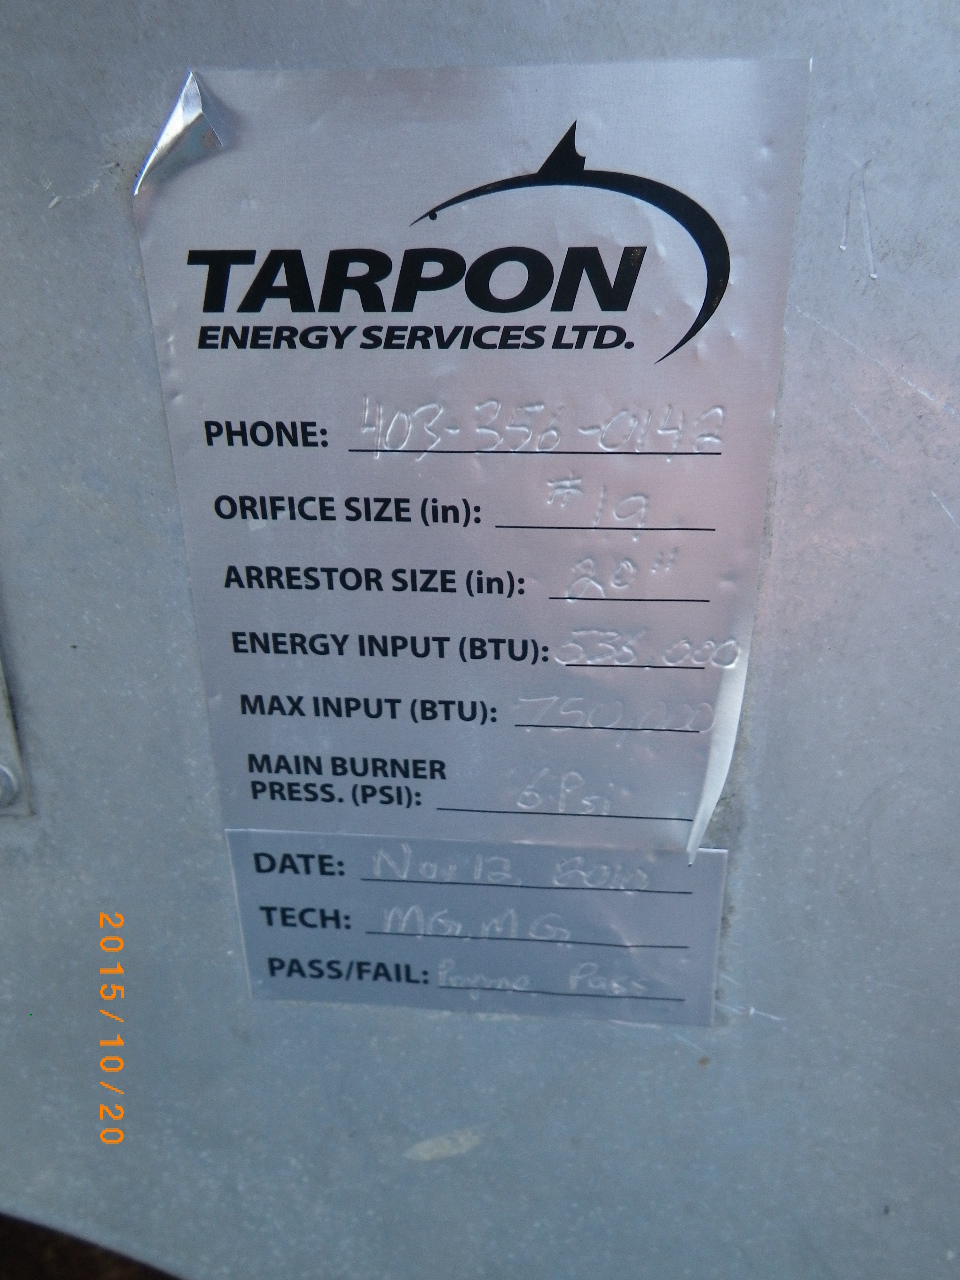 TARPON
ENERGY SERVICES LTD.
PHONE: 403-356-0142
ORIFICE SIZE (in): #19
ARRESTOR SIZE (in): 20"
ENERGY INPUT (BTU): 535,000
MAX INPUT (BTU): 750,000
MAIN BURNER
PRESS. (PSI): 6 Psi
DATE: Nov 12,
TECH: MG, MG
PASS/FAIL: Pass
2015/10/20